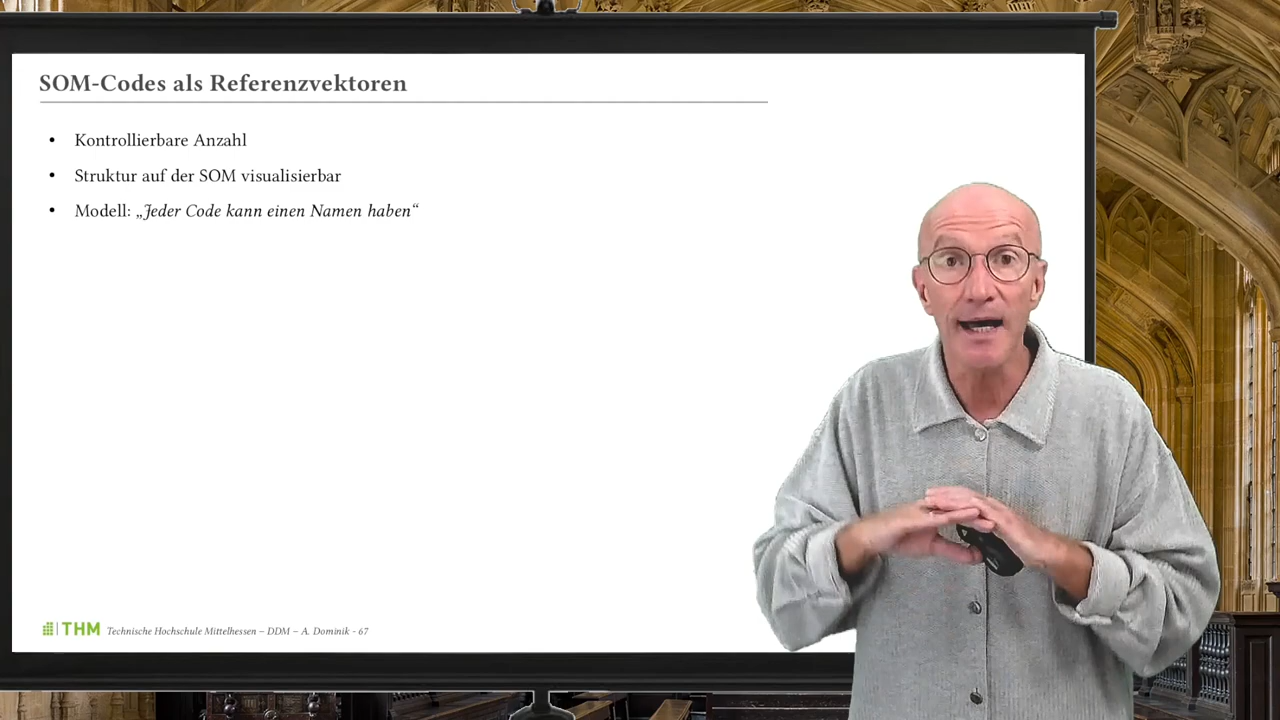 SOM-Codes als Referenzvektoren
• Kontrollierbare Anzahl
• Struktur auf der SOM visualisierbar
• Modell: „Jeder Code kann einen Namen haben“
THM Technische Hochschule Mittelhessen – DDM – A. Dominik - 67